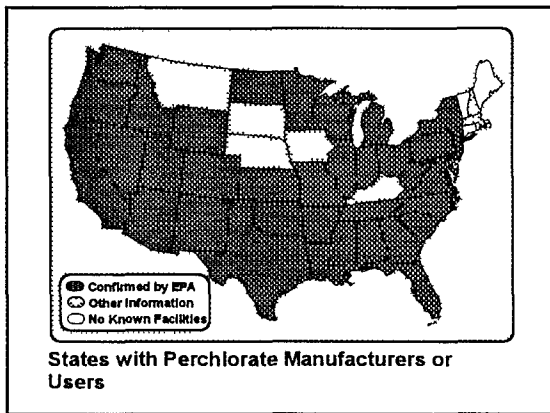 Confirmed by EPA
Other Information
No Known Facilities
States with Perchlorate Manufacturers or
Users